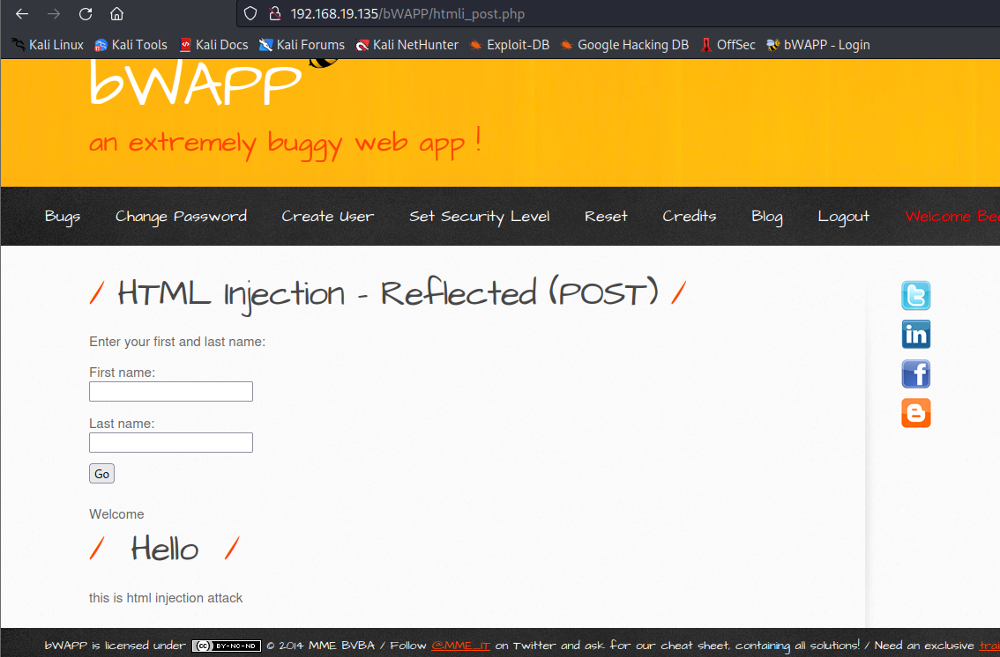 192.168.19.135/bWAPP/htmli_post.php
Kali Linux Kali Tools Kali Docs Kali Forums Kali NetHunter Exploit-DB Google Hacking DB OffSec bWAPP - Login
bWAPP
an extremely buggy web app !
Bugs Change Password Create User Set Security Level Reset Credits Blog Logout Welcome Bee
/ HTML Injection - Reflected (POST) /
Enter your first and last name:
First name:
Last name:
Go
Welcome
/ Hello /
this is html injection attack
bWAPP is licensed under (cc) BY-NC-ND © 2014 MME BVBA / Follow @MME_IT on Twitter and ask for our cheat sheet, containing all solutions! / Need an exclusive trai